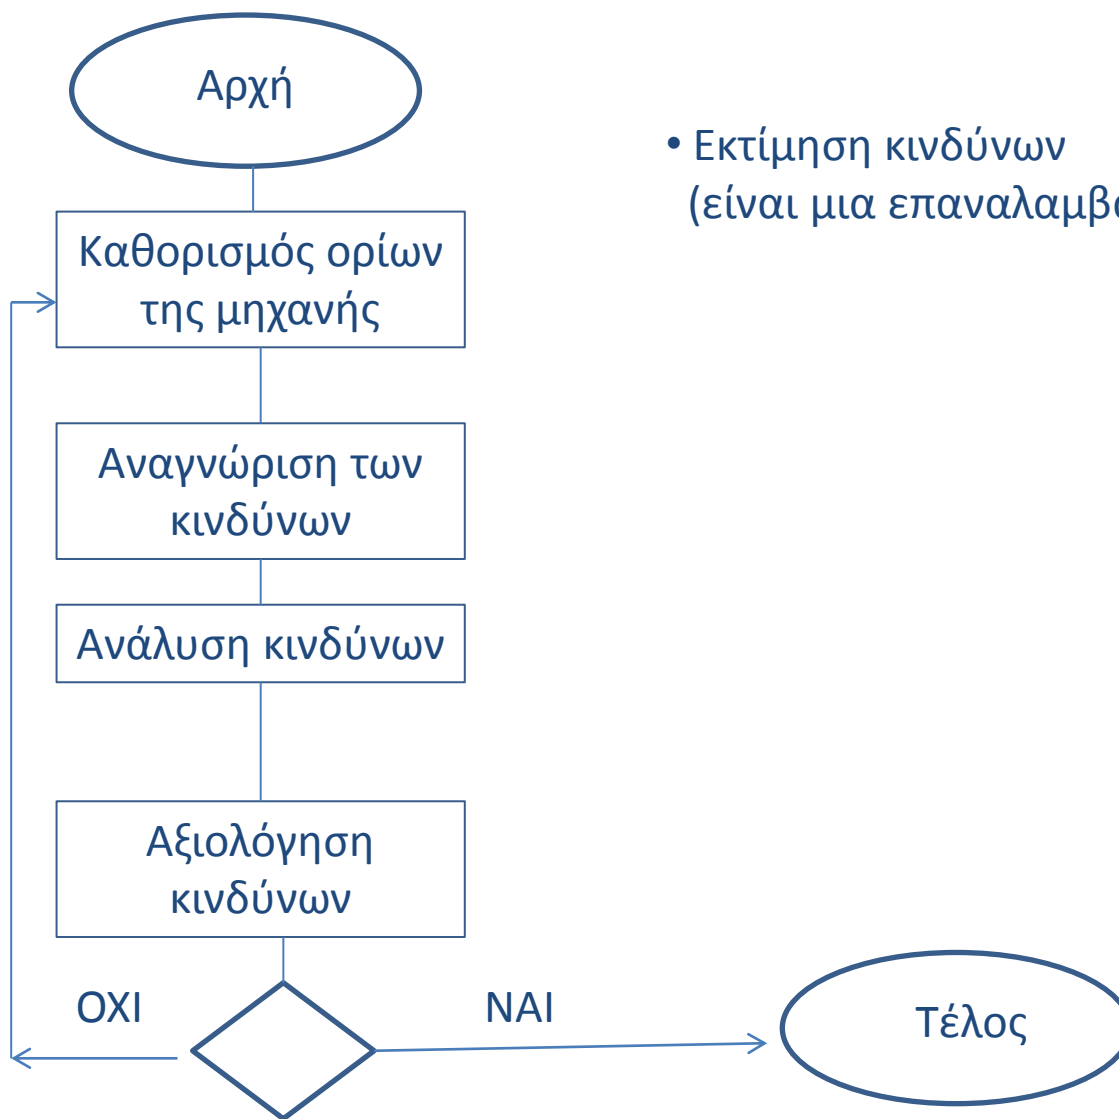 Αρχή
• Εκτίμηση κινδύνων
(είναι μια
Καθορισμός ορίων
της μηχανής
Αναγνώριση των
κινδύνων
Ανάλυση κινδύνων
Αξιολόγηση
κινδύνων
ΟΧΙ
ΝΑΙ
Τέλος